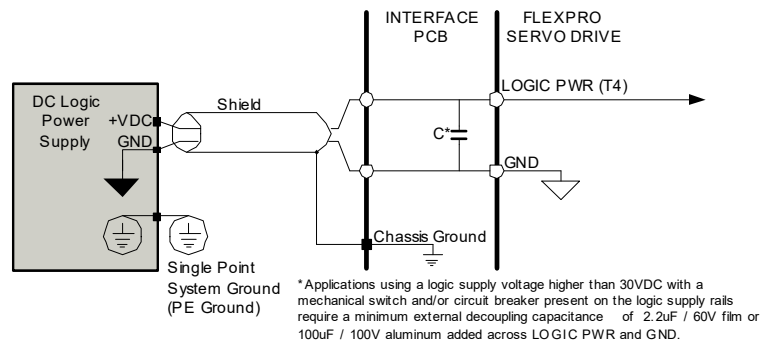 INTERFACE
PCB
FLEXPRO
SERVO DRIVE
LOGIC PWR (T4)
DC Logic
Power
Supply
+VDC
GND
Shield
C*
GND
Chassis Ground
Single Point
System Ground
(PE Ground)
*Applications using a logic supply voltage higher than 30VDC with a
mechanical switch and/or circuit breaker present on the logic supply rails
require a minimum external decoupling capacitance of 2.2uF / 60V film or
100uF / 100V aluminum added across LOGIC PWR and GND.